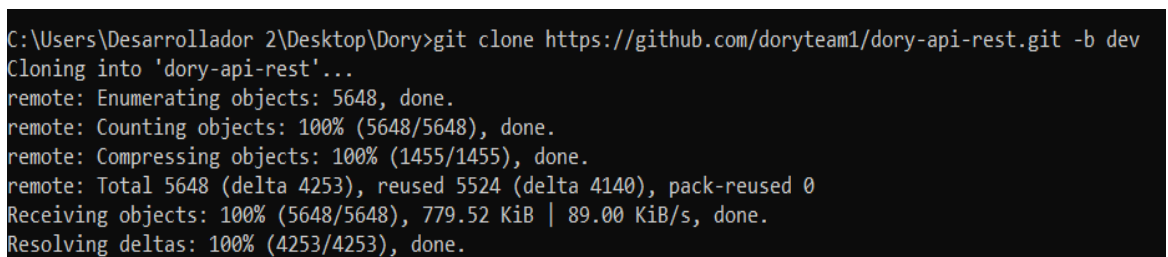 C:\Users\Desarrollador 2\Desktop\Dory>git clone https://github.com/doryteam1/dory-api-rest.git -b dev
Cloning into 'dory-api-rest'...
remote: Enumerating objects: 5648, done.
remote: Counting objects: 100% (5648/5648), done.
remote: Compressing objects: 100% (1455/1455), done.
remote: Total 5648 (delta 4253), reused 5524 (delta 4140), pack-reused 0
Receiving objects: 100% (5648/5648), 779.52 KiB | 89.00 KiB/s, done.
Resolving deltas: 100% (4253/4253), done.